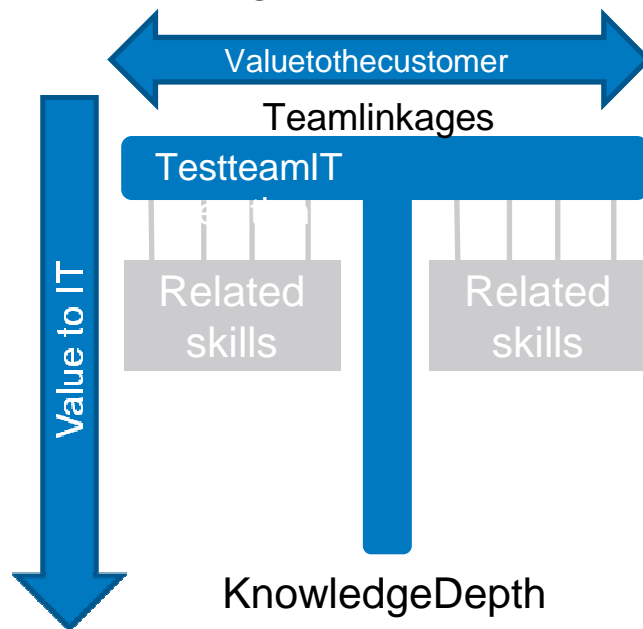 Valuetothecustomer
Teamlinkages
TestteamIT
Related
skills
Related
skills
Value to IT
KnowledgeDepth